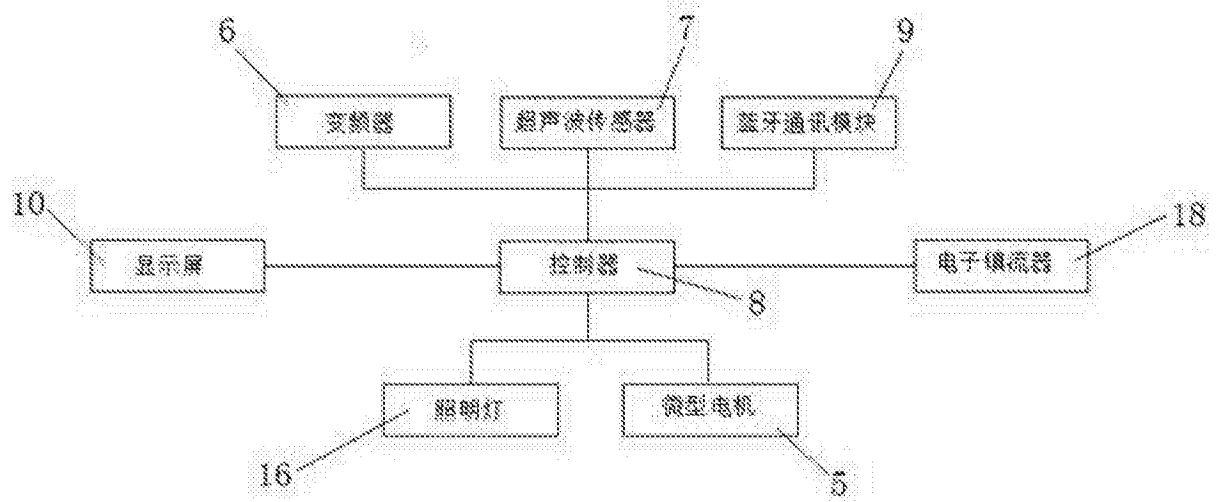 6 7 9
变频器 超声波传感器 蓝牙通讯模块
10 18
显示屏 控制器 电子镇流器
8
照明灯 微型电机
16 5